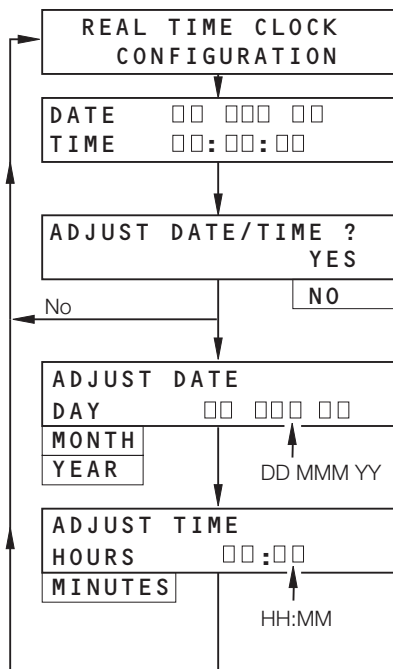 REAL TIME CLOCK
CONFIGURATION
DATE □□ □□□ □□
TIME □□:□□:□□
ADJUST DATE/TIME ?
YES
NO
No
ADJUST DATE
DAY □□ □□□ □□
MONTH
YEAR
DD MMM YY
ADJUST TIME
HOURS □□:□□
MINUTES
HH:MM